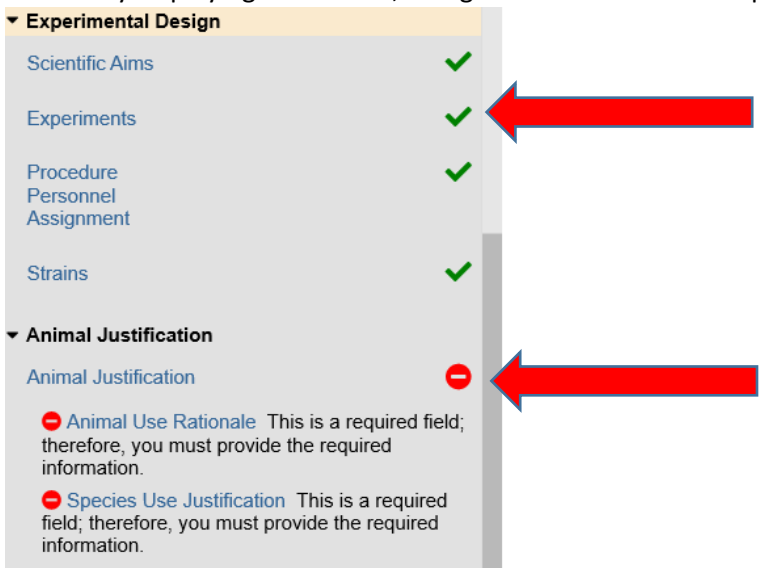 Experimental Design
Scientific Aims
Experiments
Procedure
Personnel
Assignment
Strains
Animal Justification
Animal Justification
Animal Use Rationale This is a required field;
therefore, you must provide the required
information.
Species Use Justification This is a required
field; therefore, you must provide the required
information.